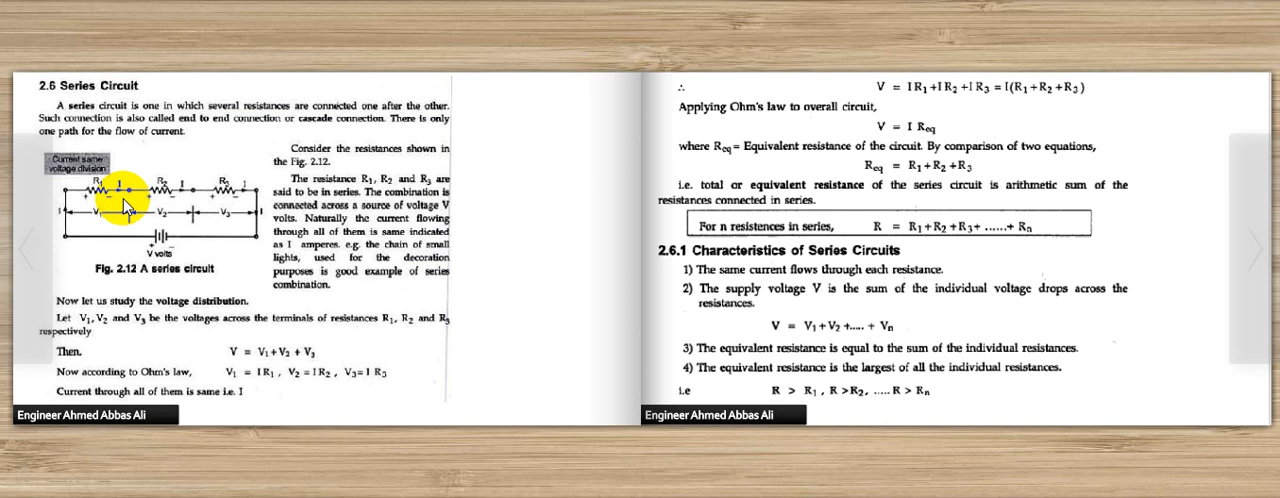 2.6 Series Circuit
A series circuit is one in which several resistances are connected one after the other.
Such connection is also called end to end connection or cascade connection. There is only
one path for the flow of current.
Current same
voltage division
R₁ I R₂ I R₃ I
+ − + − + −
I V₁ V₂ V₃ I
+ −
V volts
Fig. 2.12 A series circuit
Consider the resistances shown in
the Fig. 2.12.
The resistance R₁, R₂ and R₃ are
said to be in series. The combination is
connected across a source of voltage V
volts. Naturally the current flowing
through all of them is same indicated
as I amperes. e.g. the chain of small
lights, used for the decoration
purposes is good example of series
combination.
Now let us study the voltage distribution.
Let V₁, V₂ and V₃ be the voltages across the terminals of resistances R₁, R₂ and R₃
respectively
Then, V = V₁ + V₂ + V₃
Now according to Ohm's law, V₁ = I R₁ , V₂ = I R₂ , V₃ = I R₃
Current through all of them is same i.e. I
Engineer Ahmed Abbas Ali
∴ V = I R₁ + I R₂ + I R₃ = I(R₁ + R₂ + R₃)
Applying Ohm's law to overall circuit,
V = I Req
where Req = Equivalent resistance of the circuit. By comparison of two equations,
Req = R₁ + R₂ + R₃
i.e. total or equivalent resistance of the series circuit is arithmetic sum of the
resistances connected in series.
For n resistences in series, R = R₁ + R₂ + R₃ + ......+ Rn
2.6.1 Characteristics of Series Circuits
1) The same current flows through each resistance.
2) The supply voltage V is the sum of the individual voltage drops across the
resistances.
V = V₁ + V₂ +..... + Vn
3) The equivalent resistance is equal to the sum of the individual resistances.
4) The equivalent resistance is the largest of all the individual resistances.
i.e R > R₁ , R > R₂, ..... R > Rn
Engineer Ahmed Abbas Ali